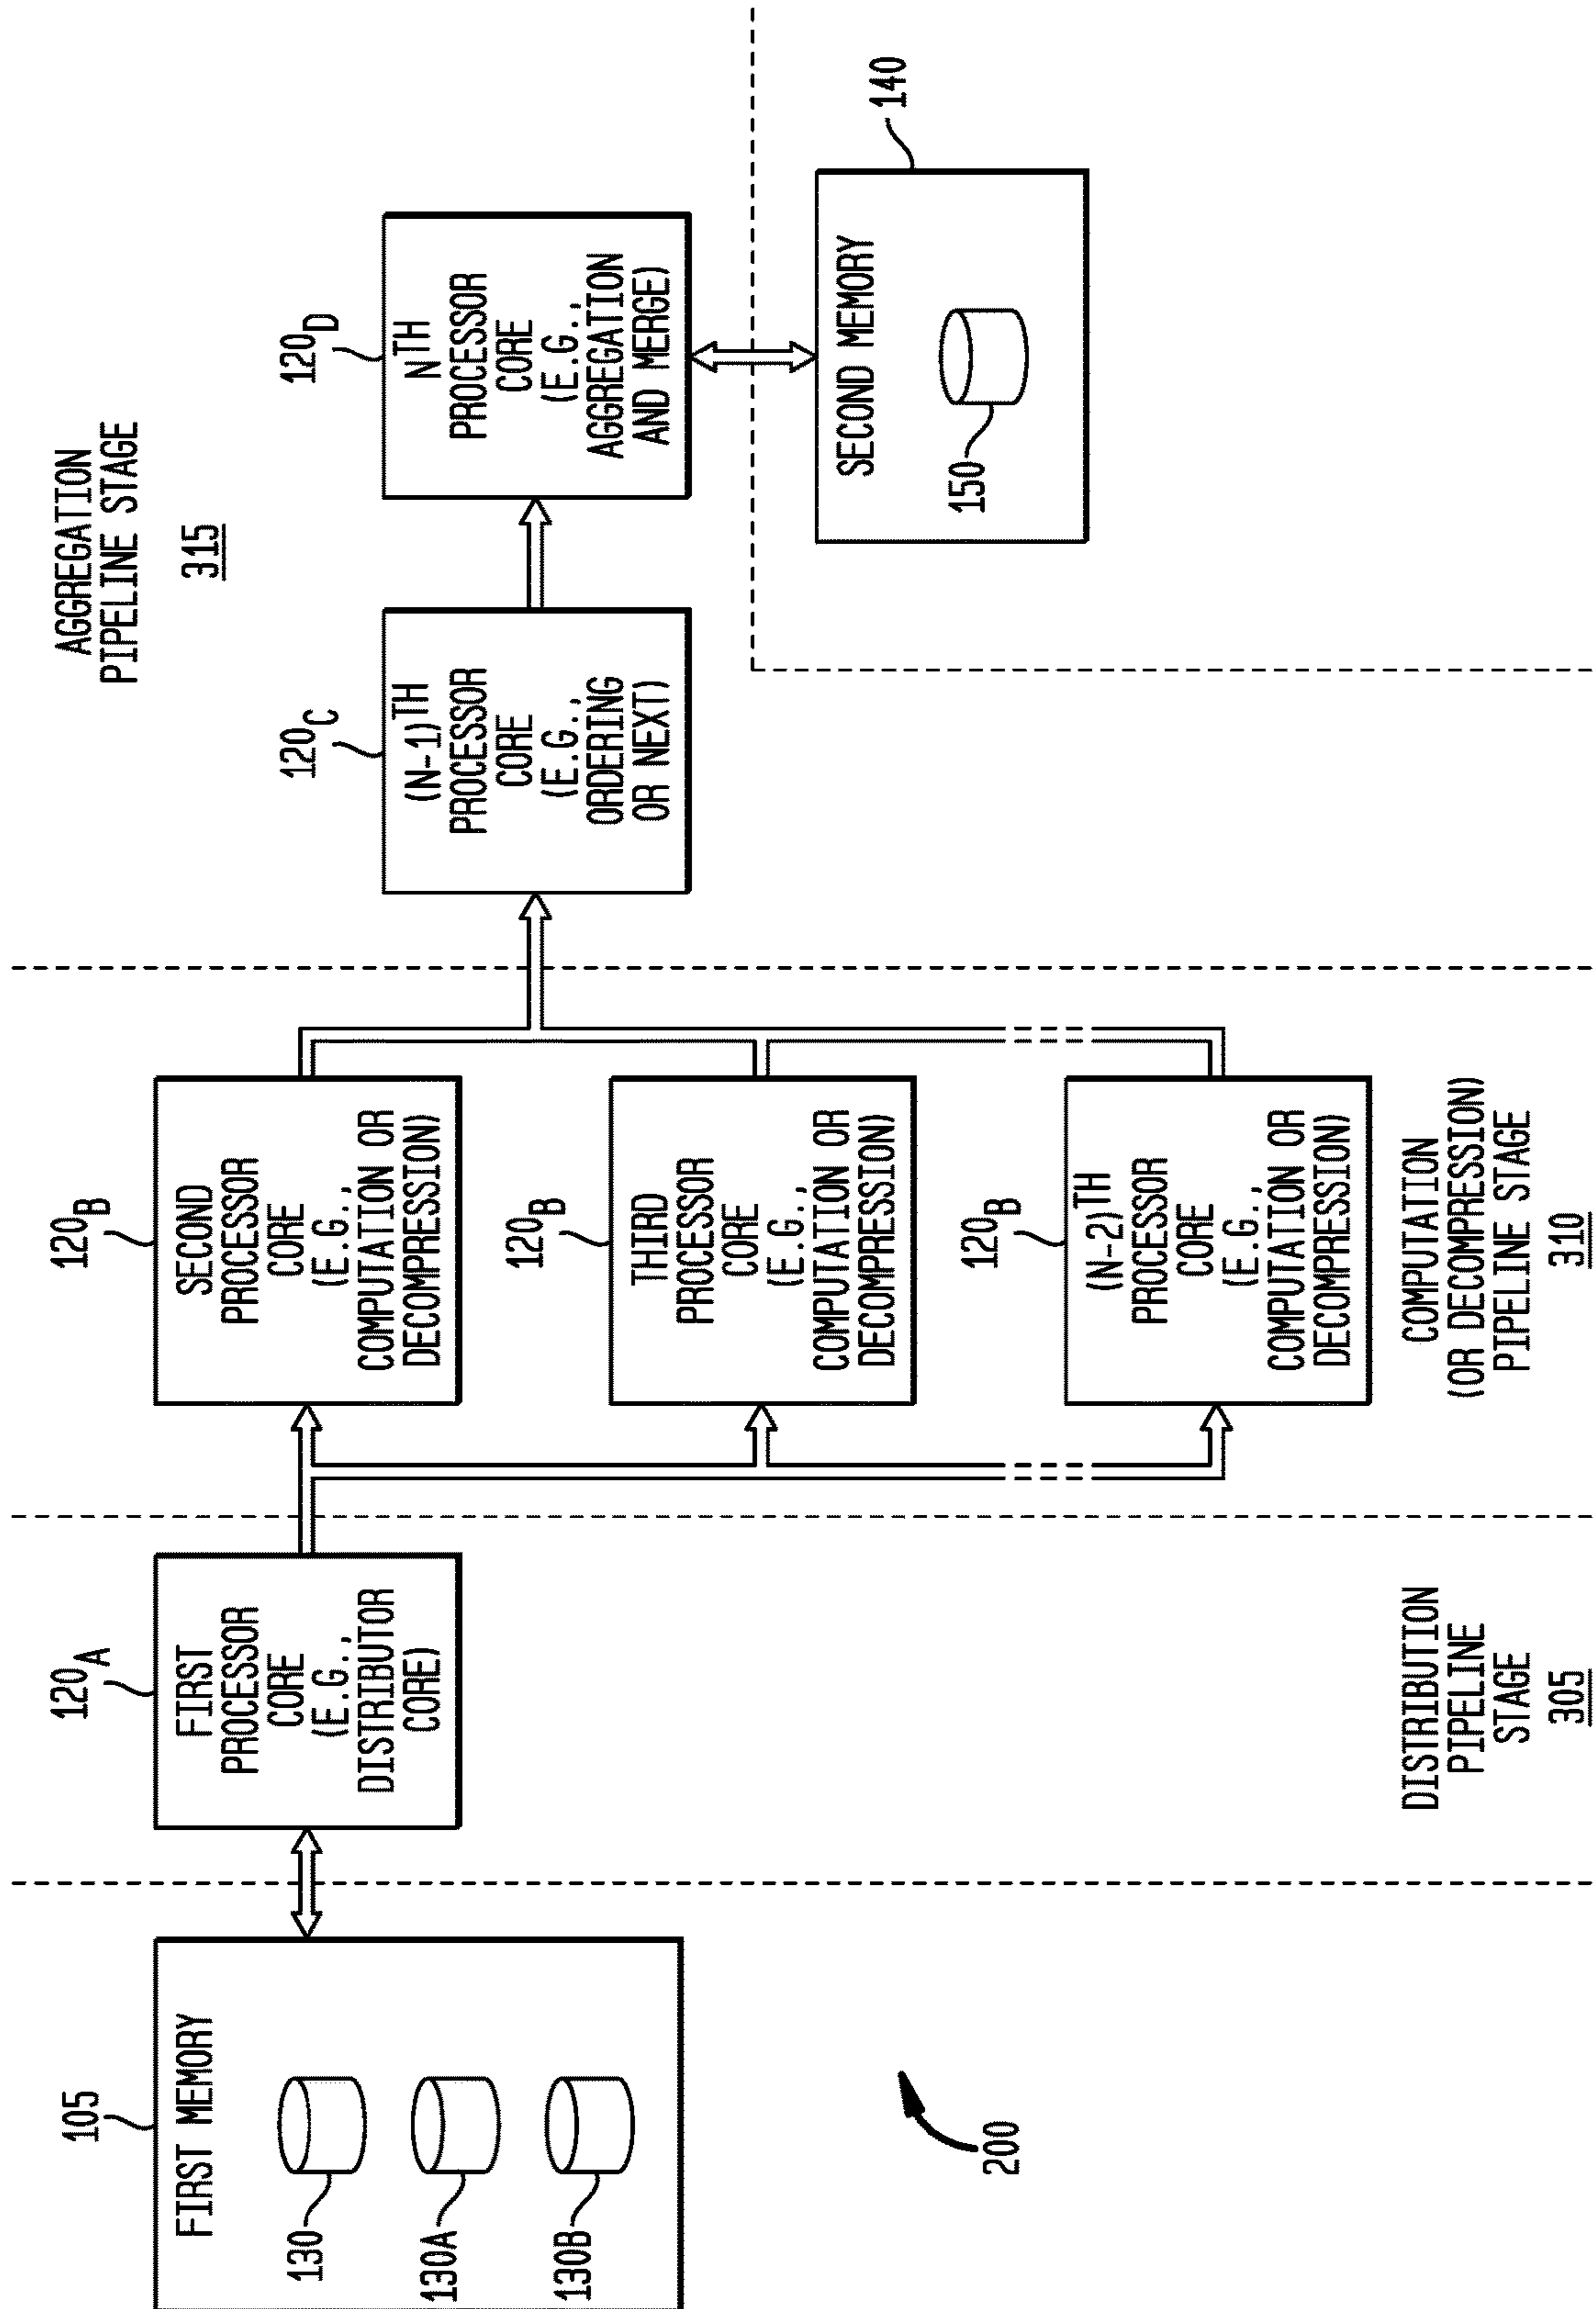 105
FIRST MEMORY
130
130A
130B
200
120A
FIRST
PROCESSOR
CORE
(E.G.,
DISTRIBUTOR
CORE)
DISTRIBUTION
PIPELINE
STAGE
305
120B
SECOND
PROCESSOR
CORE
(E.G.,
COMPUTATION OR
DECOMPRESSION)
120B
THIRD
PROCESSOR
CORE
(E.G.,
COMPUTATION OR
DECOMPRESSION)
120B
(N-2)TH
PROCESSOR
CORE
(E.G.,
COMPUTATION OR
DECOMPRESSION)
COMPUTATION
(OR DECOMPRESSION)
PIPELINE STAGE
310
AGGREGATION
PIPELINE STAGE
315
120C
(N-1)TH
PROCESSOR
CORE
(E.G.,
ORDERING
OR NEXT)
120D
NTH
PROCESSOR
CORE
(E.G.,
AGGREGATION
AND MERGE)
140
SECOND MEMORY
150